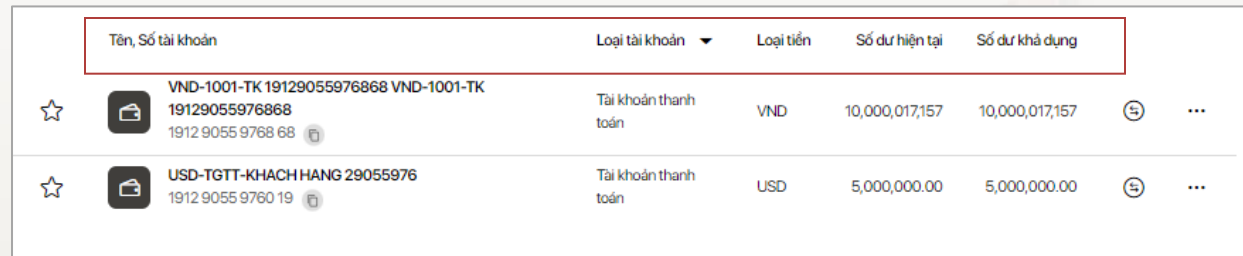 Tên, Số tài khoản Loại tài khoản Loại tiền Số dư hiện tại Số dư khả dụng
VND-1001-TK 19129055976868 VND-1001-TK
19129055976868
1912 9055 9768 68
Tài khoản thanh
toán
VND 10,000,017,157 10,000,017,157
USD-TGTT-KHACH HANG 29055976
1912 9055 9760 19
Tài khoản thanh
toán
USD 5,000,000.00 5,000,000.00